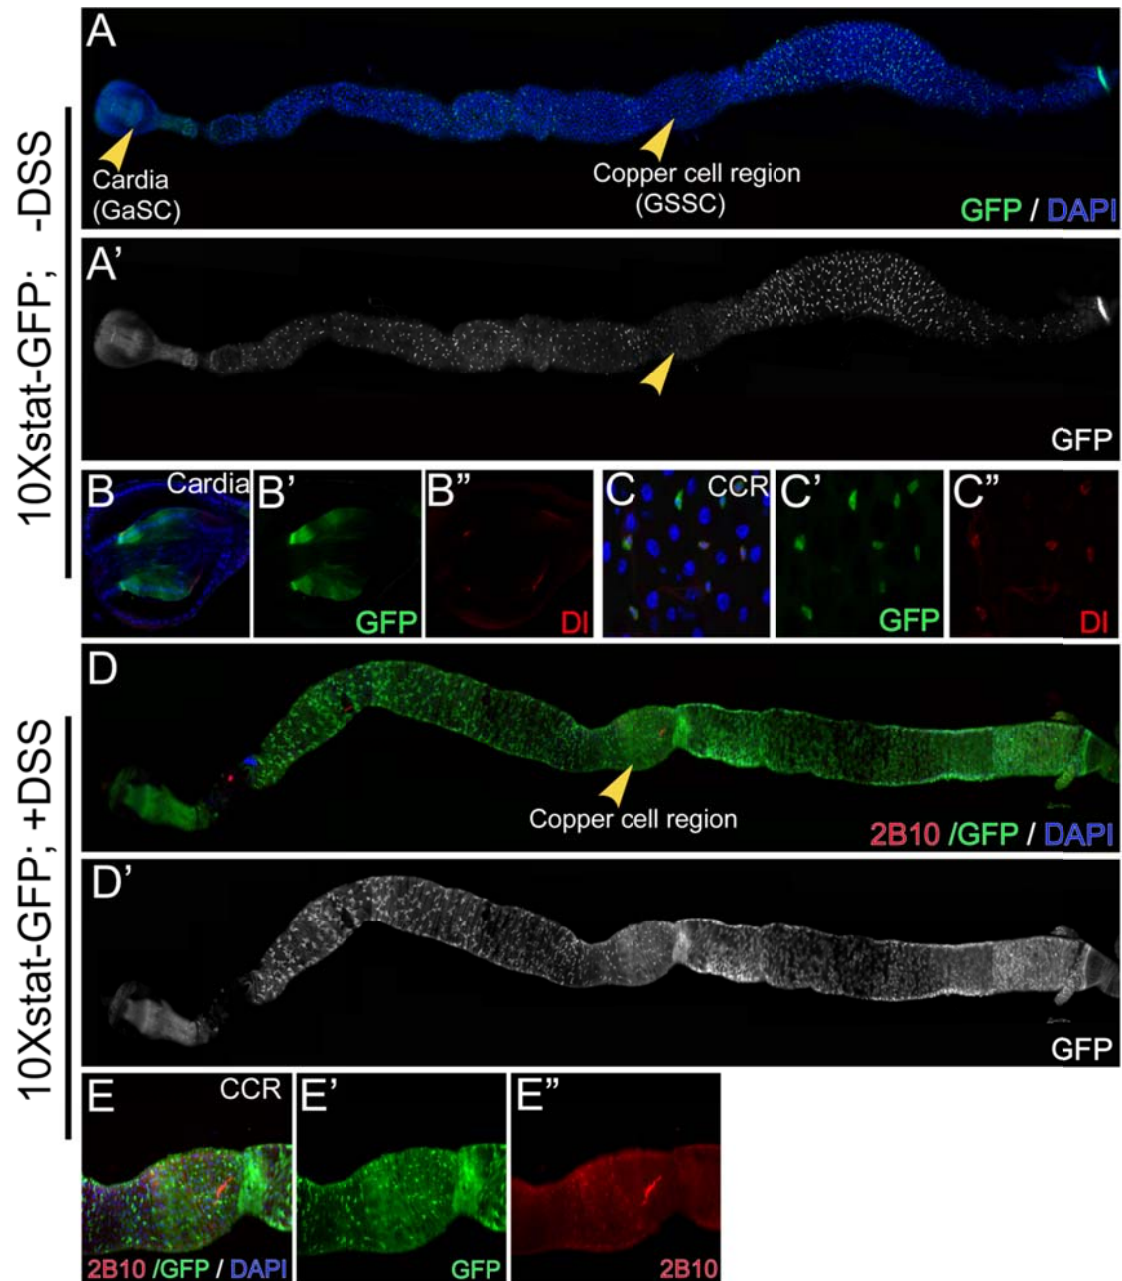 10Xstat-GFP; -DSS
A
Cardia
(GaSC)
Copper cell region
(GSSC)
GFP / DAPI
A’
GFP
B
Cardia
B’
GFP
B”
Dl
C
CCR
C’
GFP
C”
Dl
10Xstat-GFP; +DSS
D
Copper cell region
2B10 /GFP / DAPI
D’
GFP
E
CCR
2B10 /GFP / DAPI
E’
GFP
E”
2B10